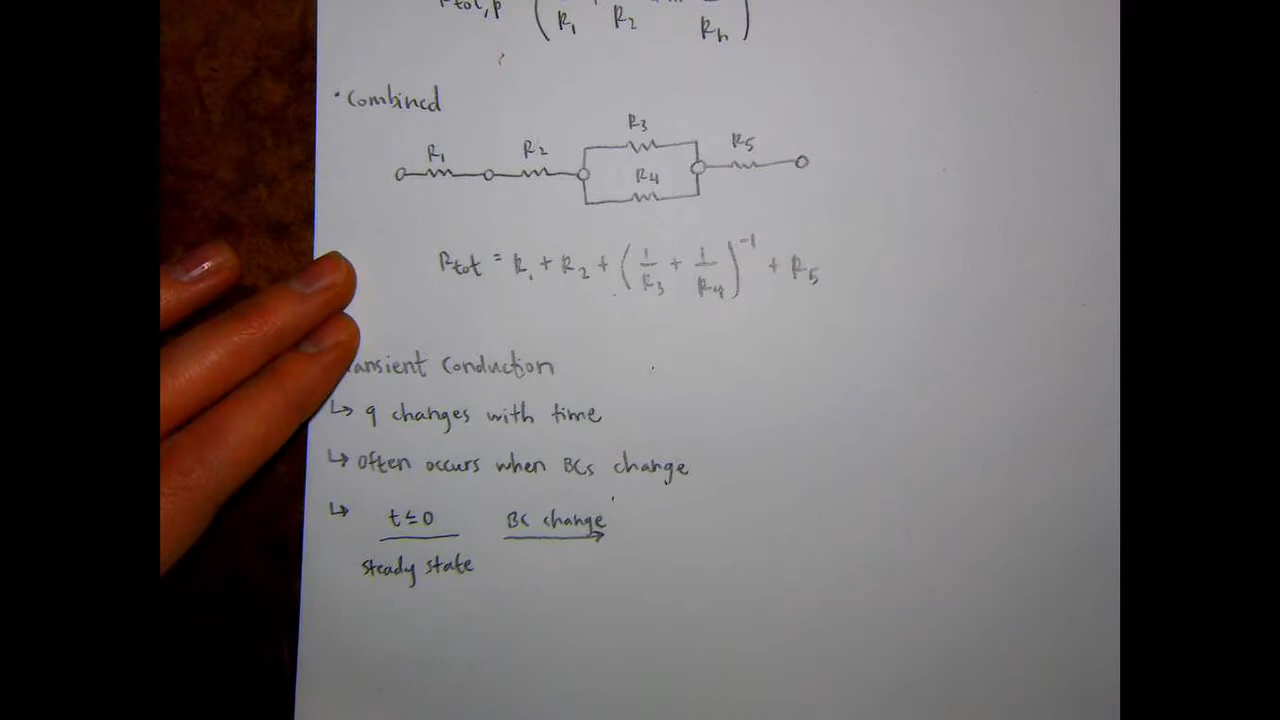 Rtot,p ( R1 R2 Rn )
• Combined
R3
R1 R2 R5
R4
Rtot = R1 + R2 + (1/R3 + 1/R4)^-1 + R5
ansient Conduction
↳ q changes with time
↳ often occurs when BCs change
↳ t≤0 BC change
steady state